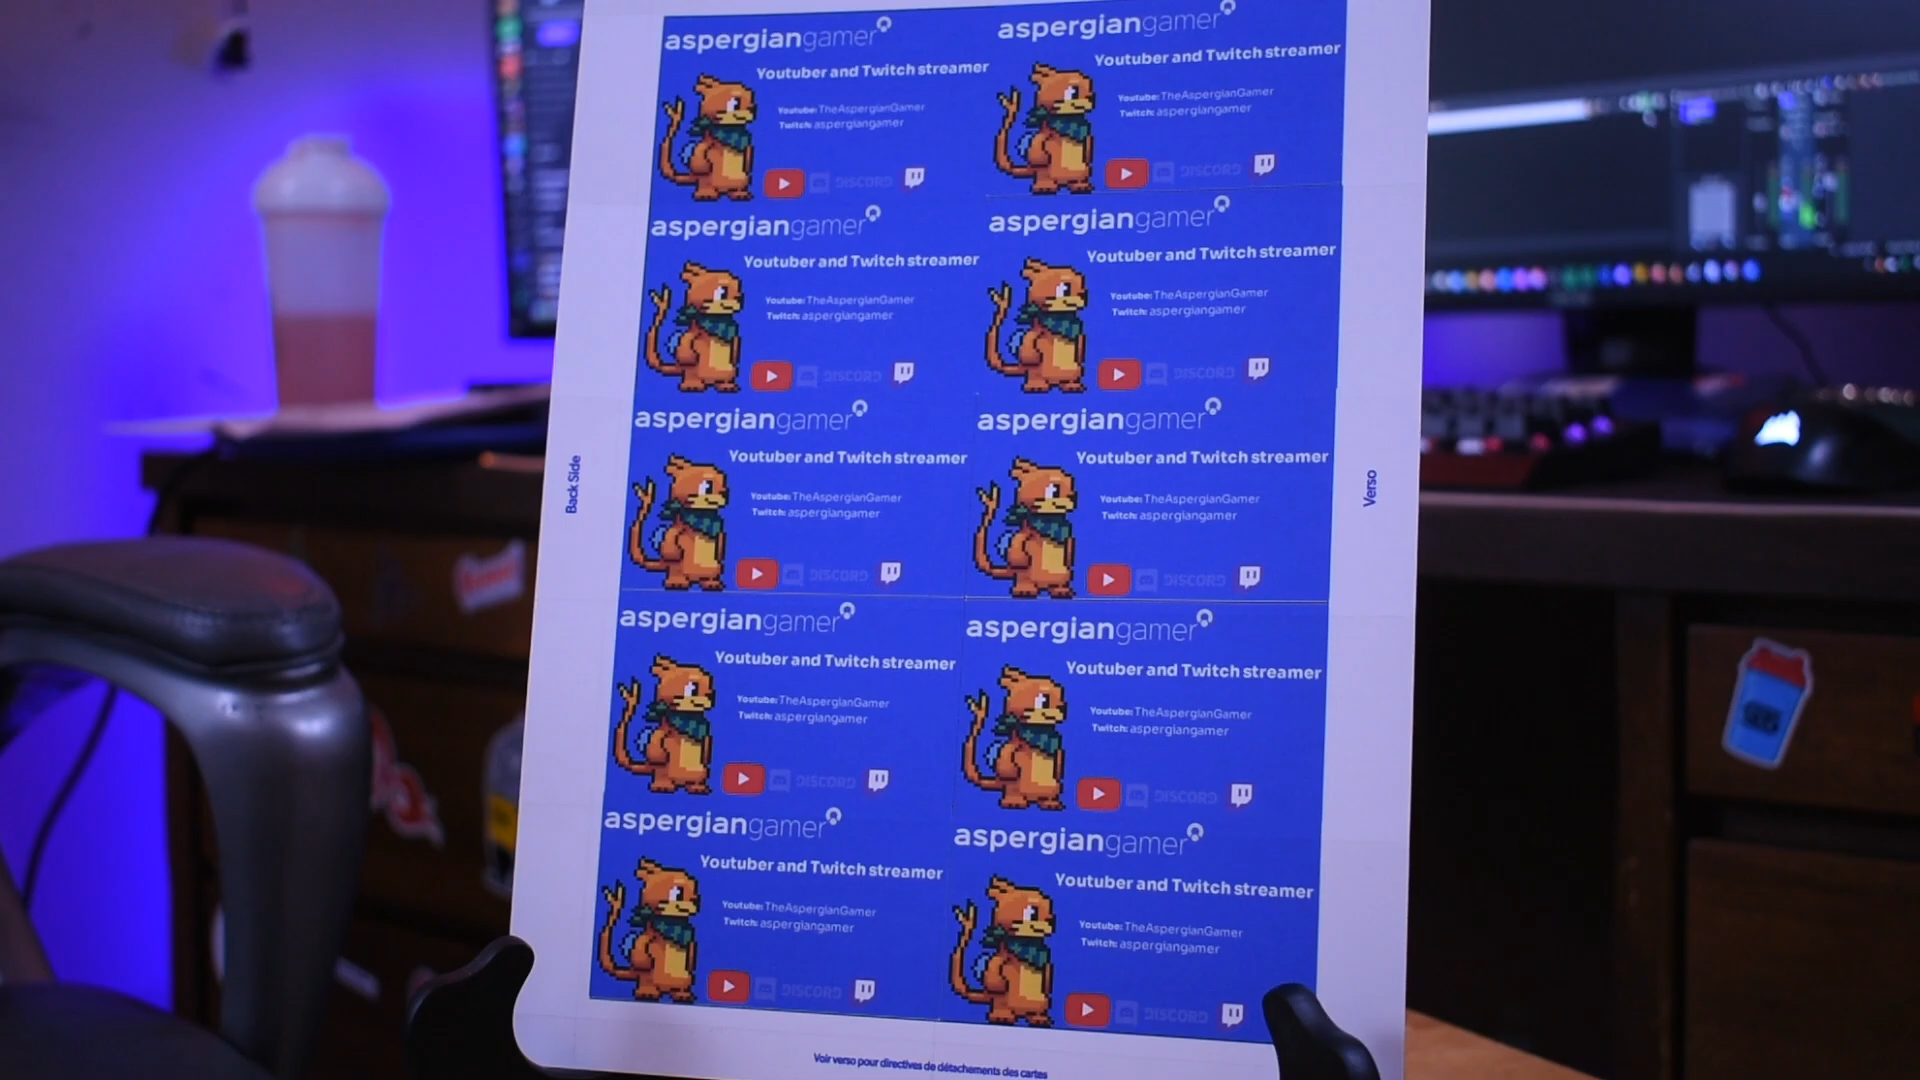 aspergiangamer
Youtuber and Twitch streamer
Youtube: TheAspergianGamer
Twitch: aspergiangamer
DISCORD
aspergiangamer
Youtuber and Twitch streamer
Youtube: TheAspergianGamer
Twitch: aspergiangamer
DISCORD
aspergiangamer
Youtuber and Twitch streamer
Youtube: TheAspergianGamer
Twitch: aspergiangamer
DISCORD
aspergiangamer
Youtuber and Twitch streamer
Youtube: TheAspergianGamer
Twitch: aspergiangamer
DISCORD
aspergiangamer
Youtuber and Twitch streamer
Youtube: TheAspergianGamer
Twitch: aspergiangamer
DISCORD
aspergiangamer
Youtuber and Twitch streamer
Youtube: TheAspergianGamer
Twitch: aspergiangamer
DISCORD
aspergiangamer
Youtuber and Twitch streamer
Youtube: TheAspergianGamer
Twitch: aspergiangamer
DISCORD
aspergiangamer
Youtuber and Twitch streamer
Youtube: TheAspergianGamer
Twitch: aspergiangamer
DISCORD
aspergiangamer
Youtuber and Twitch streamer
Youtube: TheAspergianGamer
Twitch: aspergiangamer
DISCORD
aspergiangamer
Youtuber and Twitch streamer
Youtube: TheAspergianGamer
Twitch: aspergiangamer
DISCORD
Back Side
Verso
Voir verso pour directives de détachements des cartes